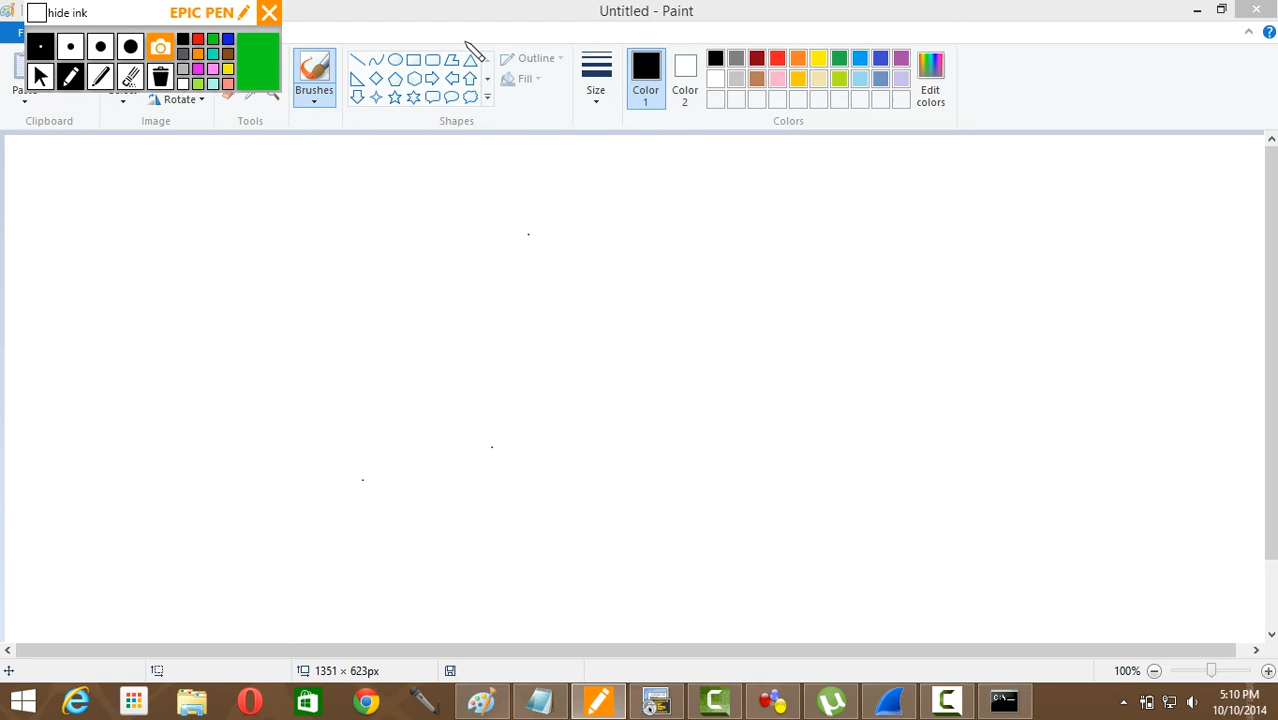 Untitled - Paint
hide ink
EPIC PEN
Rotate
Brushes
Outline
Fill
Size
Color
1
Color
2
Edit
colors
Clipboard
Image
Tools
Shapes
Colors
1351 × 623px
100%
5:10 PM
10/10/2014